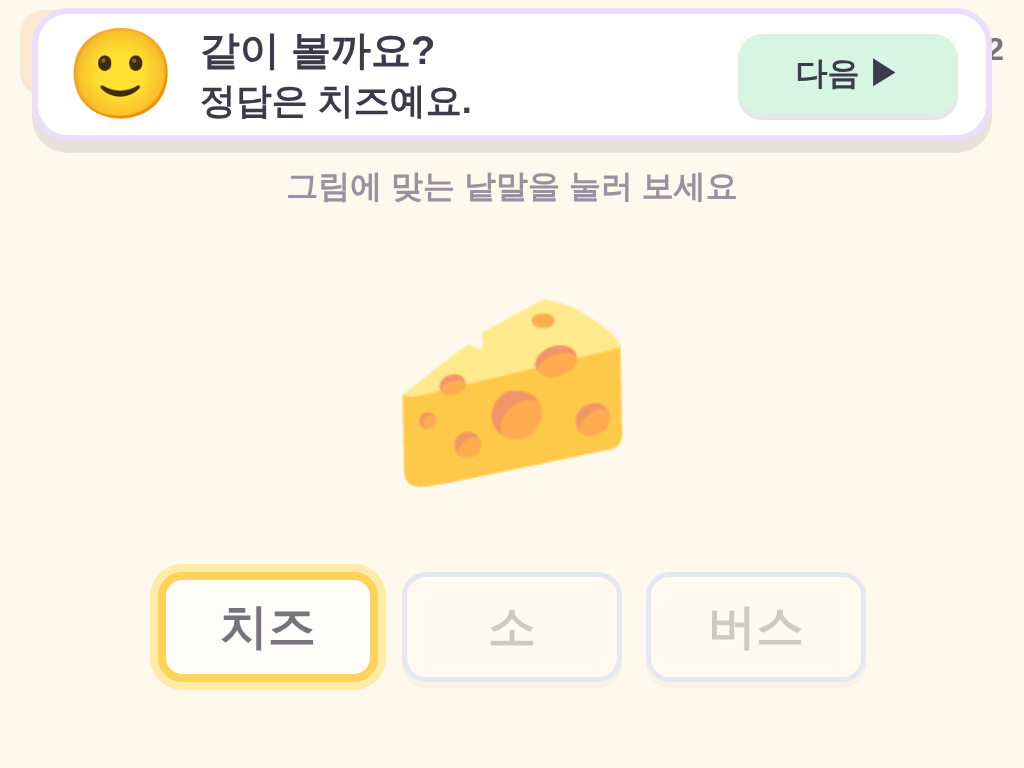 같이 볼까요?
정답은 치즈예요.
다음 ▶
2
그림에 맞는 낱말을 눌러 보세요
치즈
소
버스